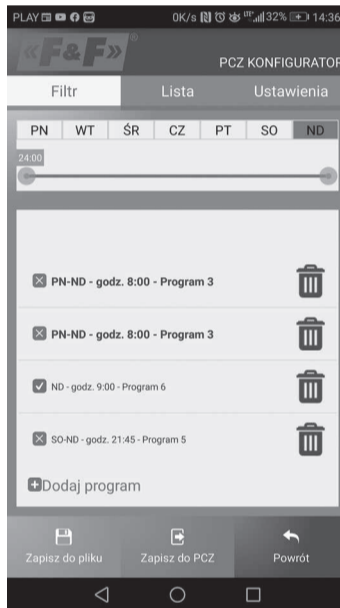 PLAY 0K/s LTE 32% 14:36
«F&F»®
PCZ KONFIGURATOR
Filtr Lista Ustawienia
PN WT ŚR CZ PT SO ND
24:00
PN-ND - godz. 8:00 - Program 3
PN-ND - godz. 8:00 - Program 3
ND - godz. 9:00 - Program 6
SO-ND - godz. 21:45 - Program 5
Dodaj program
Zapisz do pliku Zapisz do PCZ Powrót